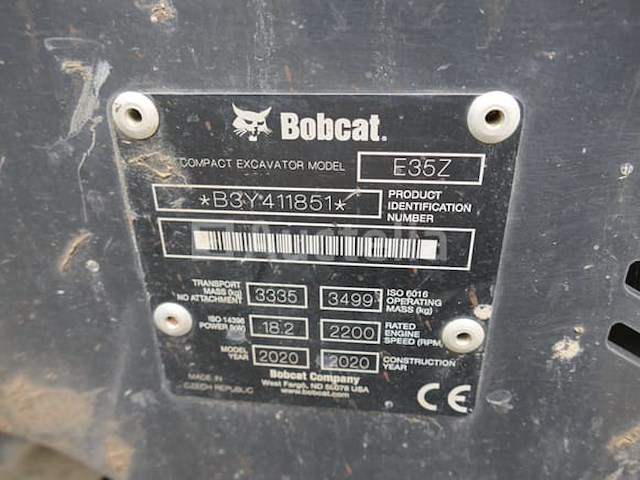 Bobcat.
COMPACT EXCAVATOR MODEL E35Z
*B3Y411851* PRODUCT IDENTIFICATION NUMBER
Auctelia
TRANSPORT MASS (kg) NO ATTACHMENT 3335 3499 ISO 6016 OPERATING MASS (kg)
ISO 14396 POWER (kW) 18.2 2200 RATED ENGINE SPEED (RPM)
MODEL YEAR 2020 2020 CONSTRUCTION YEAR
Bobcat Company
West Fargo, ND 58078 USA
www.bobcat.com
MADE IN
CZECH REPUBLIC
CE